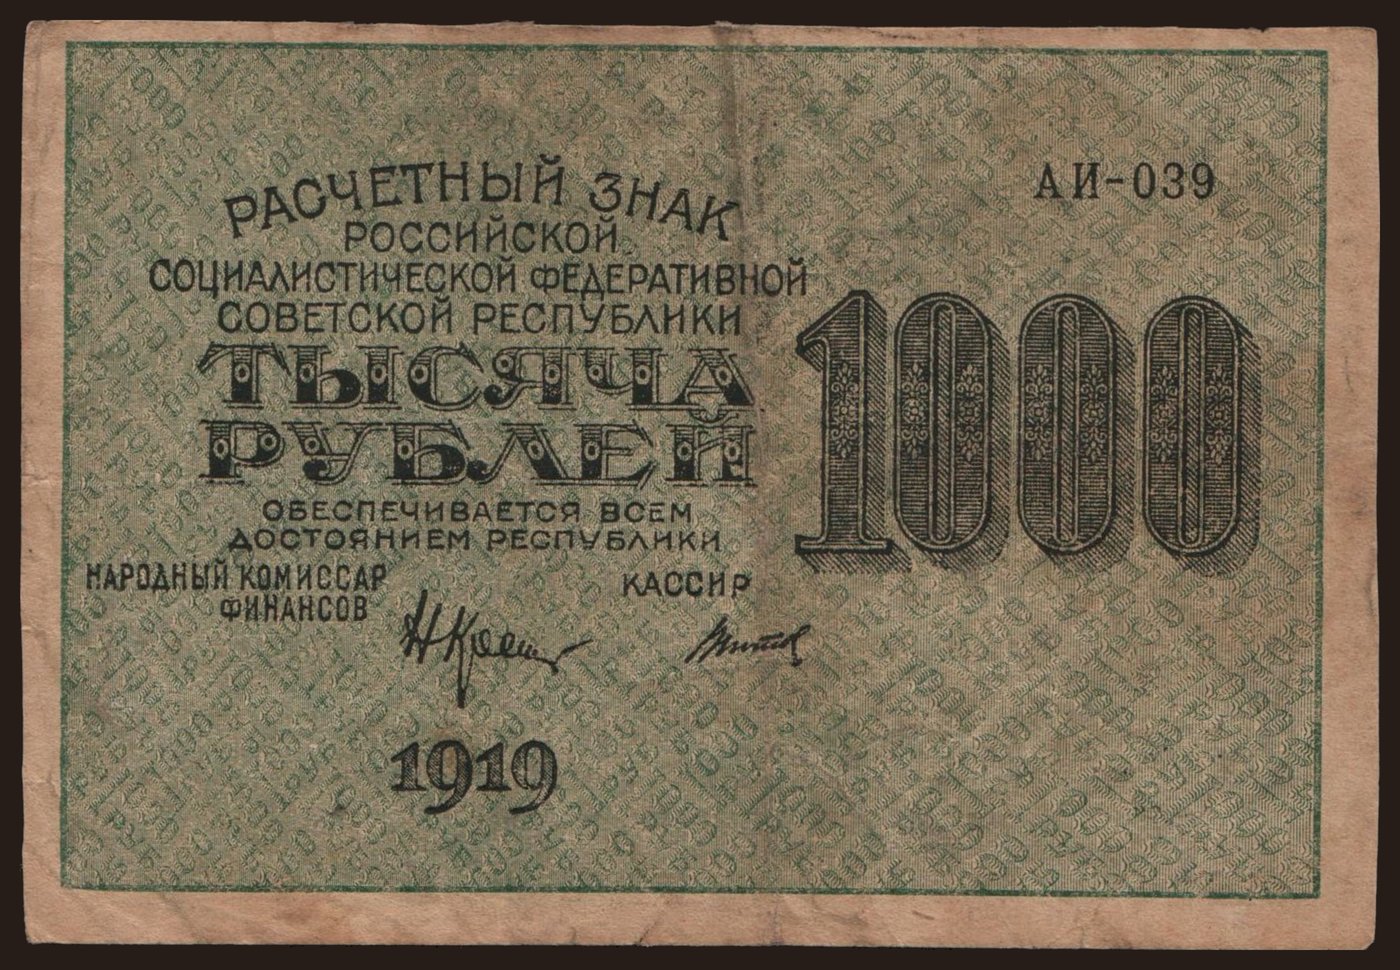 РАСЧЕТНЫЙ ЗНАК
РОССИЙСКОЙ
СОЦИАЛИСТИЧЕСКОЙ ФЕДЕРАТИВНОЙ
СОВЕТСКОЙ РЕСПУБЛИКИ
ТЫСЯЧА
РУБЛЕЙ
ОБЕСПЕЧИВАЕТСЯ ВСЕМ
ДОСТОЯНИЕМ РЕСПУБЛИКИ
НАРОДНЫЙ КОМИССАР
ФИНАНСОВ
КАССИР
1919
АИ-039
1000